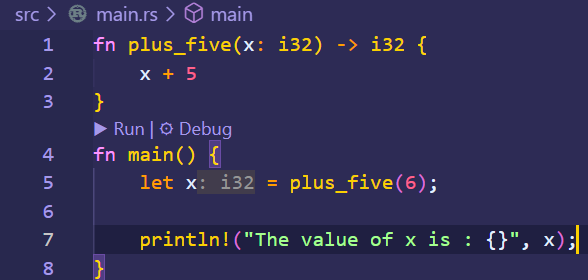 src > main.rs > main
1 fn plus_five(x: i32) -> i32 {
2     x + 5
3 }
▶ Run | ⚙ Debug
4 fn main() {
5     let x: i32 = plus_five(6);
6
7     println!("The value of x is : {}", x);
8 }